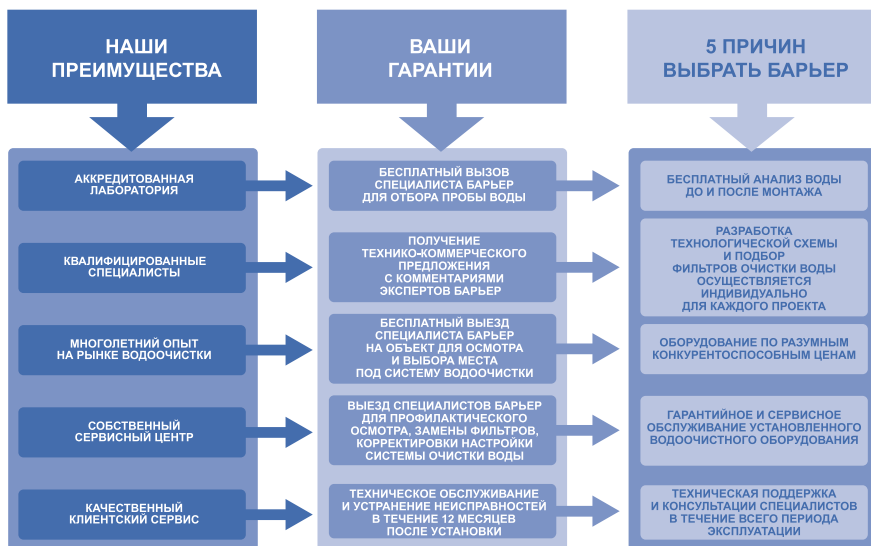 НАШИ
ПРЕИМУЩЕСТВА
ВАШИ
ГАРАНТИИ
5 ПРИЧИН
ВЫБРАТЬ БАРЬЕР
АККРЕДИТОВАННАЯ
ЛАБОРАТОРИЯ
БЕСПЛАТНЫЙ ВЫЗОВ
СПЕЦИАЛИСТА БАРЬЕР
ДЛЯ ОТБОРА ПРОБЫ ВОДЫ
БЕСПЛАТНЫЙ АНАЛИЗ ВОДЫ
ДО И ПОСЛЕ МОНТАЖА
КВАЛИФИЦИРОВАННЫЕ
СПЕЦИАЛИСТЫ
ПОЛУЧЕНИЕ
ТЕХНИКО-КОММЕРЧЕСКОГО
ПРЕДЛОЖЕНИЯ
С КОММЕНТАРИЯМИ
ЭКСПЕРТОВ БАРЬЕР
РАЗРАБОТКА
ТЕХНОЛОГИЧЕСКОЙ СХЕМЫ
И ПОДБОР
ФИЛЬТРОВ ОЧИСТКИ ВОДЫ
ОСУЩЕСТВЛЯЕТСЯ
ИНДИВИДУАЛЬНО
ДЛЯ КАЖДОГО ПРОЕКТА
МНОГОЛЕТНИЙ ОПЫТ
НА РЫНКЕ ВОДООЧИСТКИ
БЕСПЛАТНЫЙ ВЫЕЗД
СПЕЦИАЛИСТА БАРЬЕР
НА ОБЪЕКТ ДЛЯ ОСМОТРА
И ВЫБОРА МЕСТА
ПОД СИСТЕМУ ВОДООЧИСТКИ
ОБОРУДОВАНИЕ ПО РАЗУМНЫМ
КОНКУРЕНТОСПОСОБНЫМ ЦЕНАМ
СОБСТВЕННЫЙ
СЕРВИСНЫЙ ЦЕНТР
ВЫЕЗД СПЕЦИАЛИСТОВ БАРЬЕР
ДЛЯ ПРОФИЛАКТИЧЕСКОГО
ОСМОТРА, ЗАМЕНЫ ФИЛЬТРОВ,
КОРРЕКТИРОВКИ НАСТРОЙКИ
СИСТЕМЫ ОЧИСТКИ ВОДЫ
ГАРАНТИЙНОЕ И СЕРВИСНОЕ
ОБСЛУЖИВАНИЕ УСТАНОВЛЕННОГО
ВОДООЧИСТНОГО ОБОРУДОВАНИЯ
КАЧЕСТВЕННЫЙ
КЛИЕНТСКИЙ СЕРВИС
ТЕХНИЧЕСКОЕ ОБСЛУЖИВАНИЕ
И УСТРАНЕНИЕ НЕИСПРАВНОСТЕЙ
В ТЕЧЕНИЕ 12 МЕСЯЦЕВ
ПОСЛЕ УСТАНОВКИ
ТЕХНИЧЕСКАЯ ПОДДЕРЖКА
И КОНСУЛЬТАЦИИ СПЕЦИАЛИСТОВ
В ТЕЧЕНИЕ ВСЕГО ПЕРИОДА
ЭКСПЛУАТАЦИИ